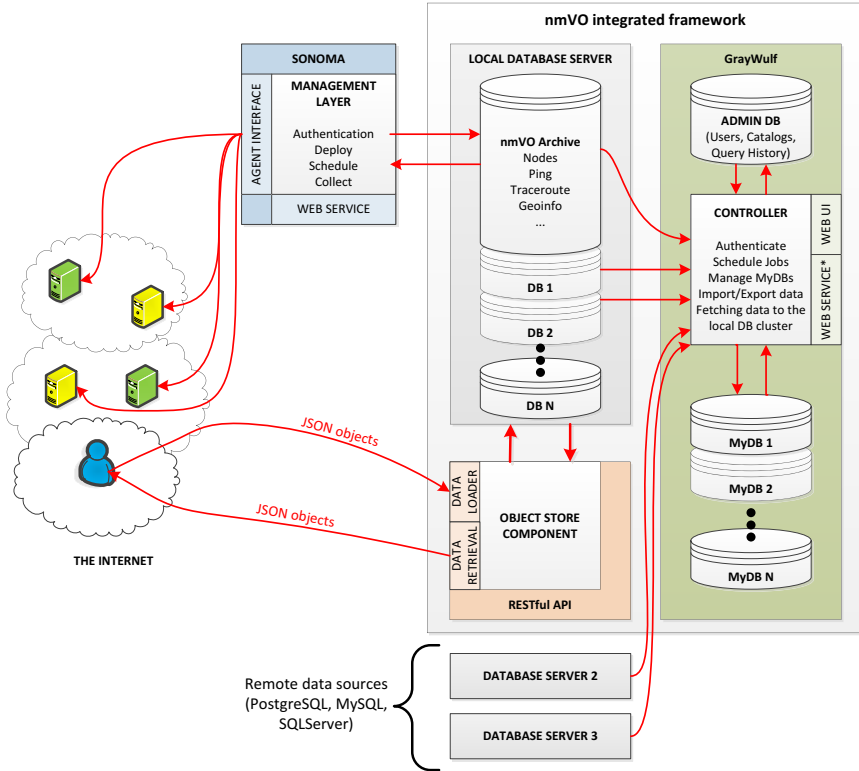 nmVO integrated framework
SONOMA
AGENT INTERFACE
MANAGEMENT
LAYER
Authentication
Deploy
Schedule
Collect
WEB SERVICE
LOCAL DATABASE SERVER
nmVO Archive
Nodes
Ping
Traceroute
Geoinfo
...
DB 1
DB 2
DB N
GrayWulf
ADMIN DB
(Users, Catalogs,
Query History)
CONTROLLER
Authenticate
Schedule Jobs
Manage MyDBs
Import/Export data
Fetching data to the
local DB cluster
WEB UI
WEB SERVICE*
MyDB 1
MyDB 2
MyDB N
JSON objects
JSON objects
THE INTERNET
DATA
LOADER
DATA
RETRIEVAL
OBJECT STORE
COMPONENT
RESTful API
Remote data sources
(PostgreSQL, MySQL,
SQLServer)
DATABASE SERVER 2
DATABASE SERVER 3